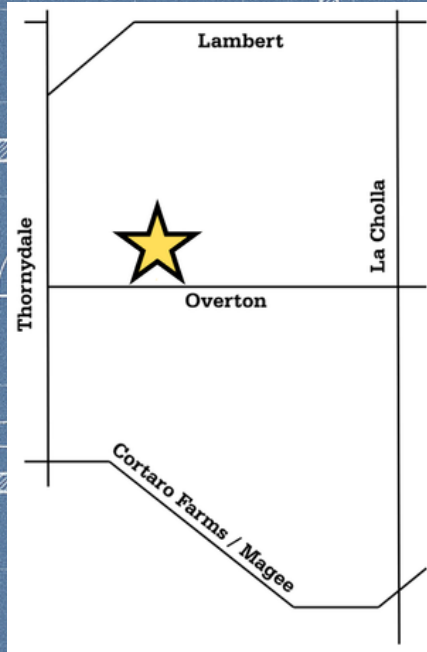 Lambert
La Cholla
Thornydale
Overton
Cortaro Farms / Magee